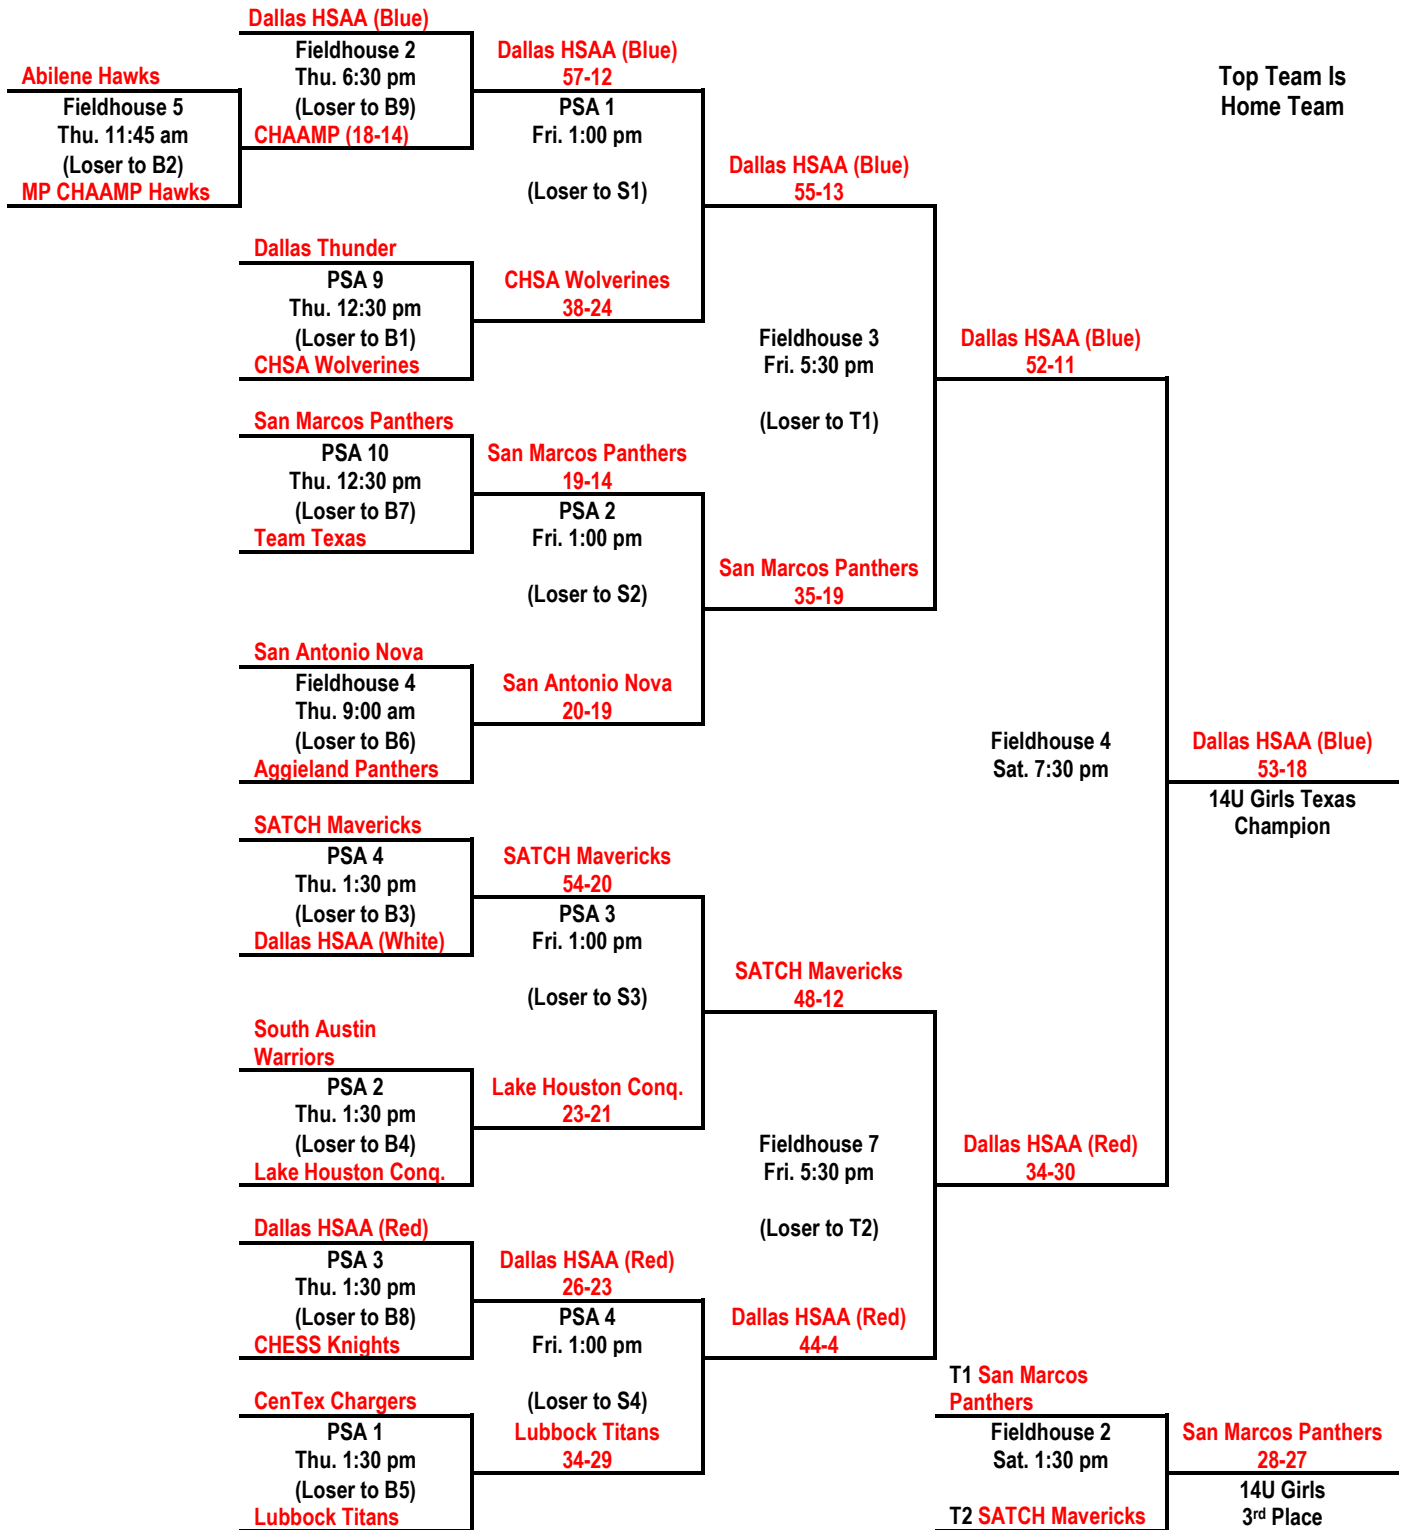 Dallas HSAA (Blue)
Fieldhouse 2
Thu. 6:30 pm
(Loser to B9)
CHAAMP (18-14)
Abilene Hawks
Fieldhouse 5
Thu. 11:45 am
(Loser to B2)
MP CHAAMP Hawks
Dallas HSAA (Blue)
57-12
PSA 1
Fri. 1:00 pm
(Loser to S1)
Top Team Is
Home Team
Dallas HSAA (Blue)
55-13
Dallas Thunder
PSA 9
Thu. 12:30 pm
(Loser to B1)
CHSA Wolverines
CHSA Wolverines
38-24
Fieldhouse 3
Fri. 5:30 pm
(Loser to T1)
Dallas HSAA (Blue)
52-11
San Marcos Panthers
PSA 10
Thu. 12:30 pm
(Loser to B7)
Team Texas
San Marcos Panthers
19-14
PSA 2
Fri. 1:00 pm
(Loser to S2)
San Marcos Panthers
35-19
San Antonio Nova
Fieldhouse 4
Thu. 9:00 am
(Loser to B6)
Aggieland Panthers
San Antonio Nova
20-19
Fieldhouse 4
Sat. 7:30 pm
Dallas HSAA (Blue)
53-18
14U Girls Texas
Champion
SATCH Mavericks
PSA 4
Thu. 1:30 pm
(Loser to B3)
Dallas HSAA (White)
SATCH Mavericks
54-20
PSA 3
Fri. 1:00 pm
(Loser to S3)
SATCH Mavericks
48-12
South Austin
Warriors
PSA 2
Thu. 1:30 pm
(Loser to B4)
Lake Houston Conq.
Lake Houston Conq.
23-21
Fieldhouse 7
Fri. 5:30 pm
(Loser to T2)
Dallas HSAA (Red)
34-30
Dallas HSAA (Red)
PSA 3
Thu. 1:30 pm
(Loser to B8)
CHESS Knights
Dallas HSAA (Red)
26-23
PSA 4
Fri. 1:00 pm
(Loser to S4)
Dallas HSAA (Red)
44-4
CenTex Chargers
PSA 1
Thu. 1:30 pm
(Loser to B5)
Lubbock Titans
Lubbock Titans
34-29
T1 San Marcos
Panthers
Fieldhouse 2
Sat. 1:30 pm
T2 SATCH Mavericks
San Marcos Panthers
28-27
14U Girls
3rd Place